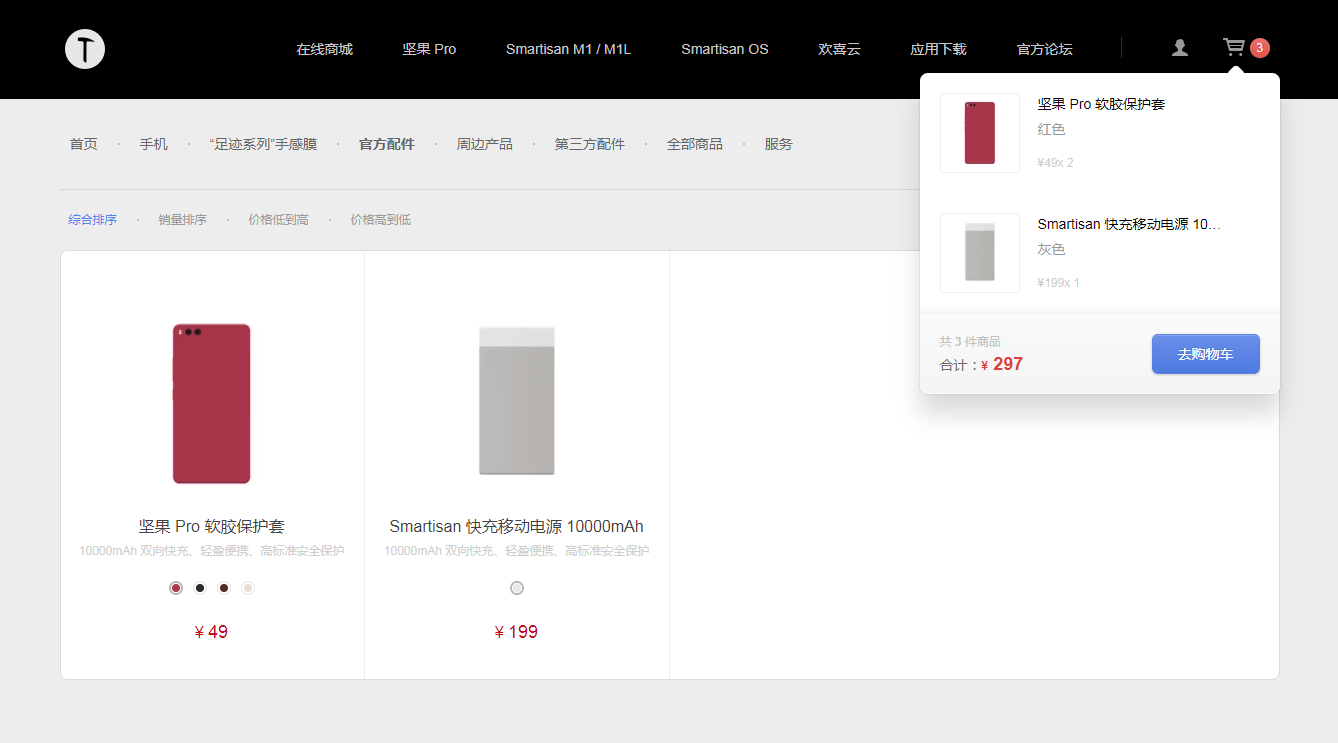 在线商城 坚果 Pro Smartisan M1 / M1L Smartisan OS 欢喜云 应用下载 官方论坛 3
首页 · 手机 · “足迹系列”手感膜 · 官方配件 · 周边产品 · 第三方配件 · 全部商品 · 服务
综合排序 · 销量排序 · 价格低到高 · 价格高到低
坚果 Pro 软胶保护套
红色
¥49x 2
Smartisan 快充移动电源 10…
灰色
¥199x 1
共 3 件商品
合计：¥ 297
去购物车
坚果 Pro 软胶保护套
10000mAh 双向快充、轻盈便携、高标准安全保护
¥ 49
Smartisan 快充移动电源 10000mAh
10000mAh 双向快充、轻盈便携、高标准安全保护
¥ 199